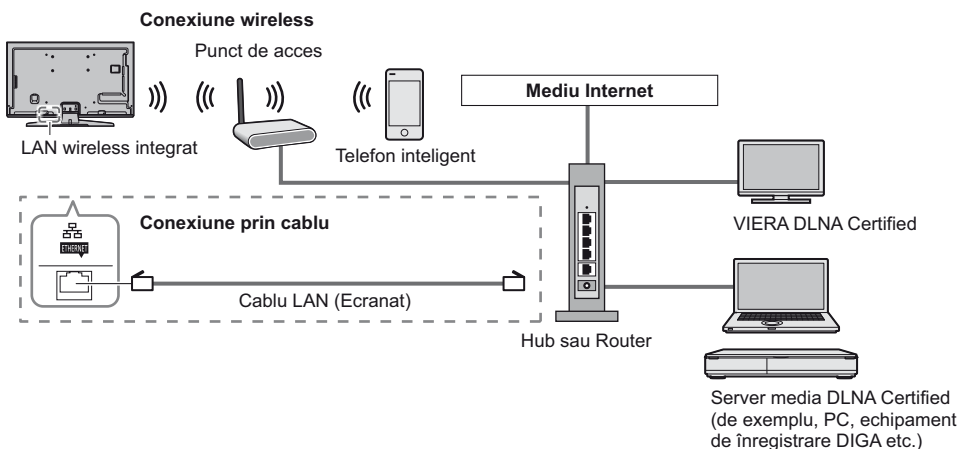 Conexiune wireless
Punct de acces
LAN wireless integrat
Telefon inteligent
Mediu Internet
Conexiune prin cablu
ETHERNET
Cablu LAN (Ecranat)
Hub sau Router
VIERA DLNA Certified
Server media DLNA Certified
(de exemplu, PC, echipament
de înregistrare DIGA etc.)